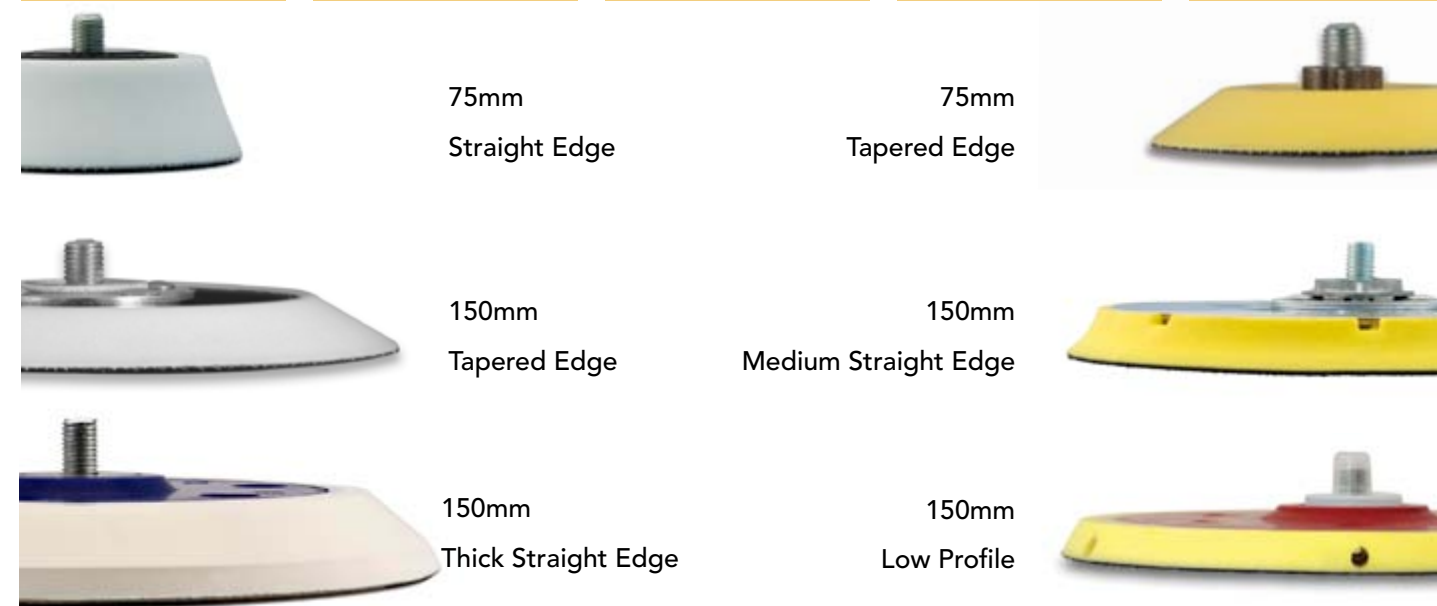 75mm
Straight Edge
75mm
Tapered Edge
150mm
Tapered Edge
150mm
Medium Straight Edge
150mm
Thick Straight Edge
150mm
Low Profile